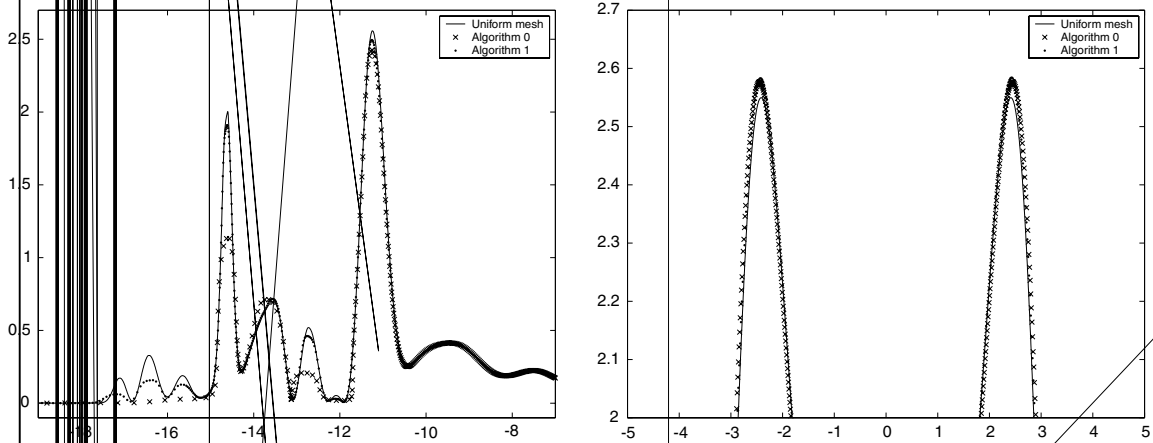 Uniform mesh
Algorithm 0
Algorithm 1
2.5
2
1.5
1
0.5
0
-18 -16 -14 -12 -10 -8
Uniform mesh
Algorithm 0
Algorithm 1
2.7
2.6
2.5
2.4
2.3
2.2
2.1
2
-5 -4 -3 -2 -1 0 1 2 3 4 5